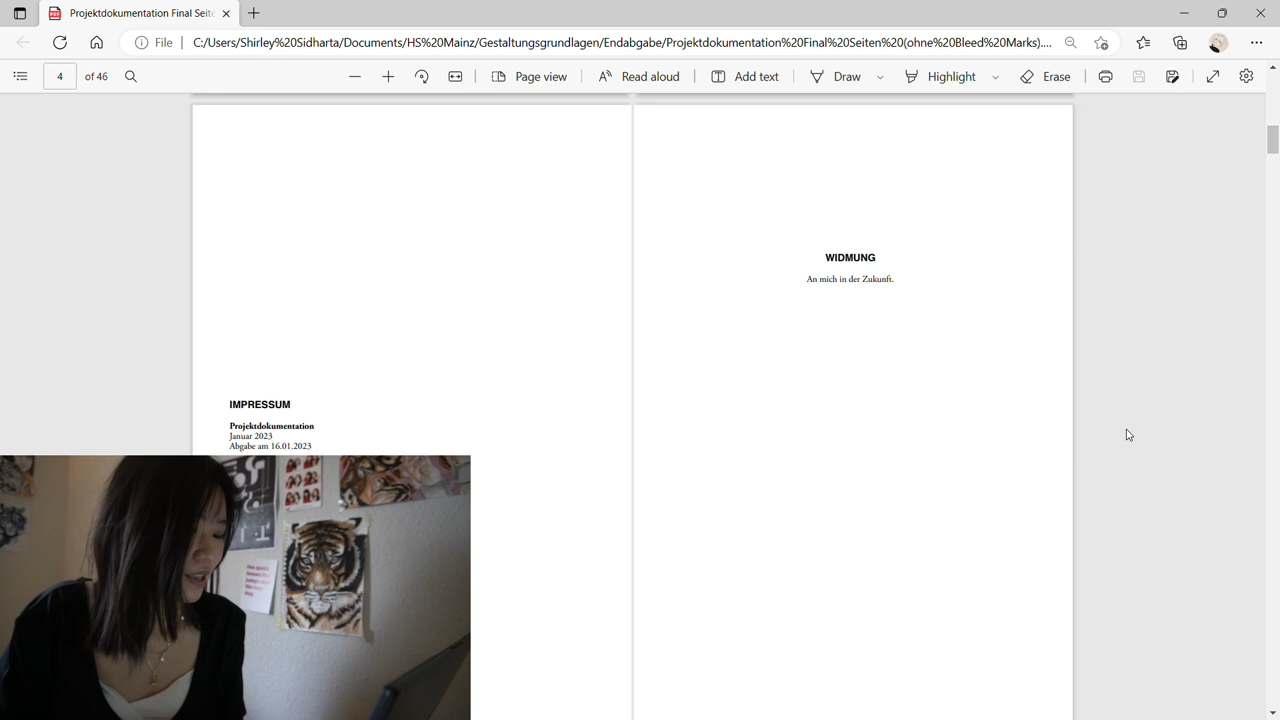 Projektdokumentation Final Seite
File
C:/Users/Shirley%20Sidharta/Documents/HS%20Mainz/Gestaltungsgrundlagen/Endabgabe/Projektdokumentation%20Final%20Seiten%20(ohne%20Bleed%20Marks)....
4 of 46
Page view
Read aloud
Add text
Draw
Highlight
Erase
WIDMUNG
An mich in der Zukunft.
IMPRESSUM
Projektdokumentation
Januar 2023
Abgabe am 16.01.2023